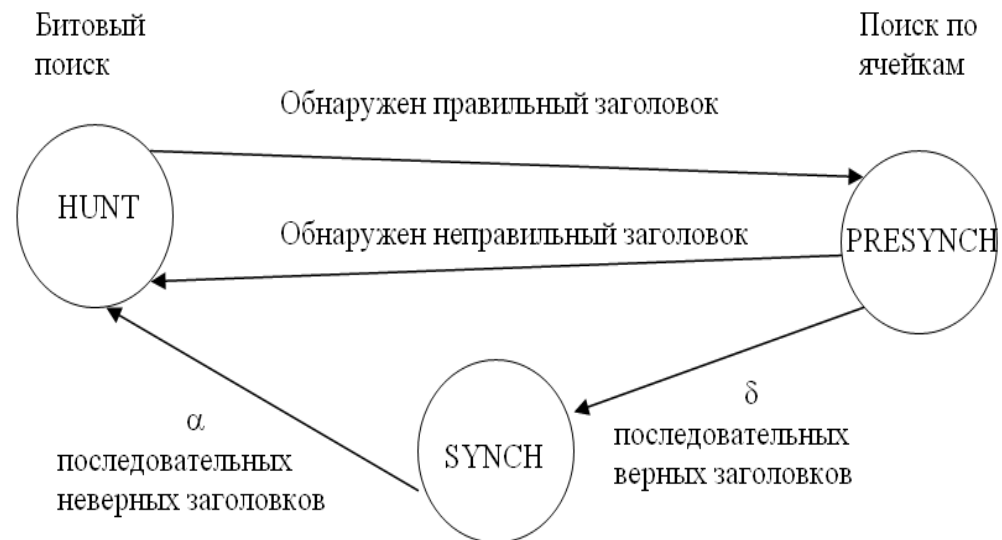 Битовый
поиск
Поиск по
ячейкам
Обнаружен правильный заголовок
HUNT
Обнаружен неправильный заголовок
PRESYNCH
α
последовательных
неверных заголовков
SYNCH
δ
последовательных
верных заголовков